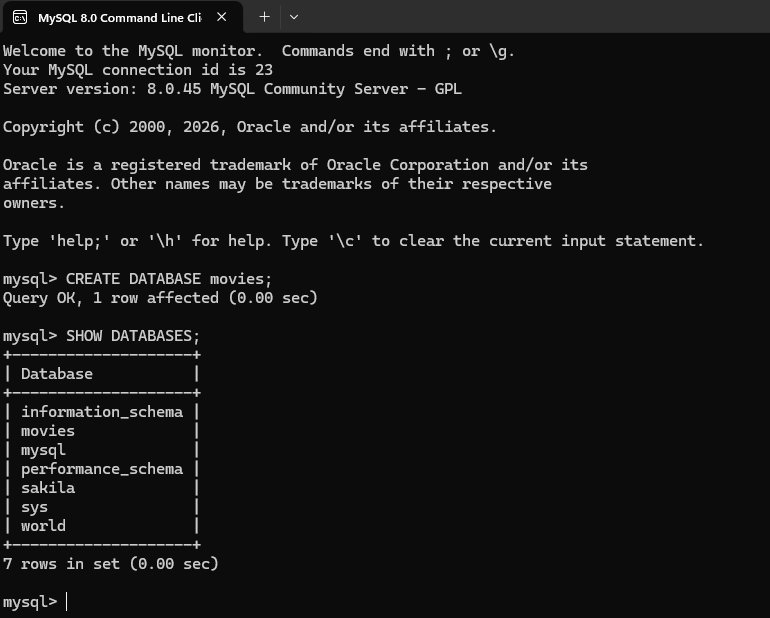 MySQL 8.0 Command Line Cli
Welcome to the MySQL monitor.  Commands end with ; or \g.
Your MySQL connection id is 23
Server version: 8.0.45 MySQL Community Server - GPL
Copyright (c) 2000, 2026, Oracle and/or its affiliates.
Oracle is a registered trademark of Oracle Corporation and/or its
affiliates. Other names may be trademarks of their respective
owners.
Type 'help;' or '\h' for help. Type '\c' to clear the current input statement.
mysql> CREATE DATABASE movies;
Query OK, 1 row affected (0.00 sec)
mysql> SHOW DATABASES;
+--------------------+
| Database           |
+--------------------+
| information_schema |
| movies             |
| mysql              |
| performance_schema |
| sakila             |
| sys                |
| world              |
+--------------------+
7 rows in set (0.00 sec)
mysql>